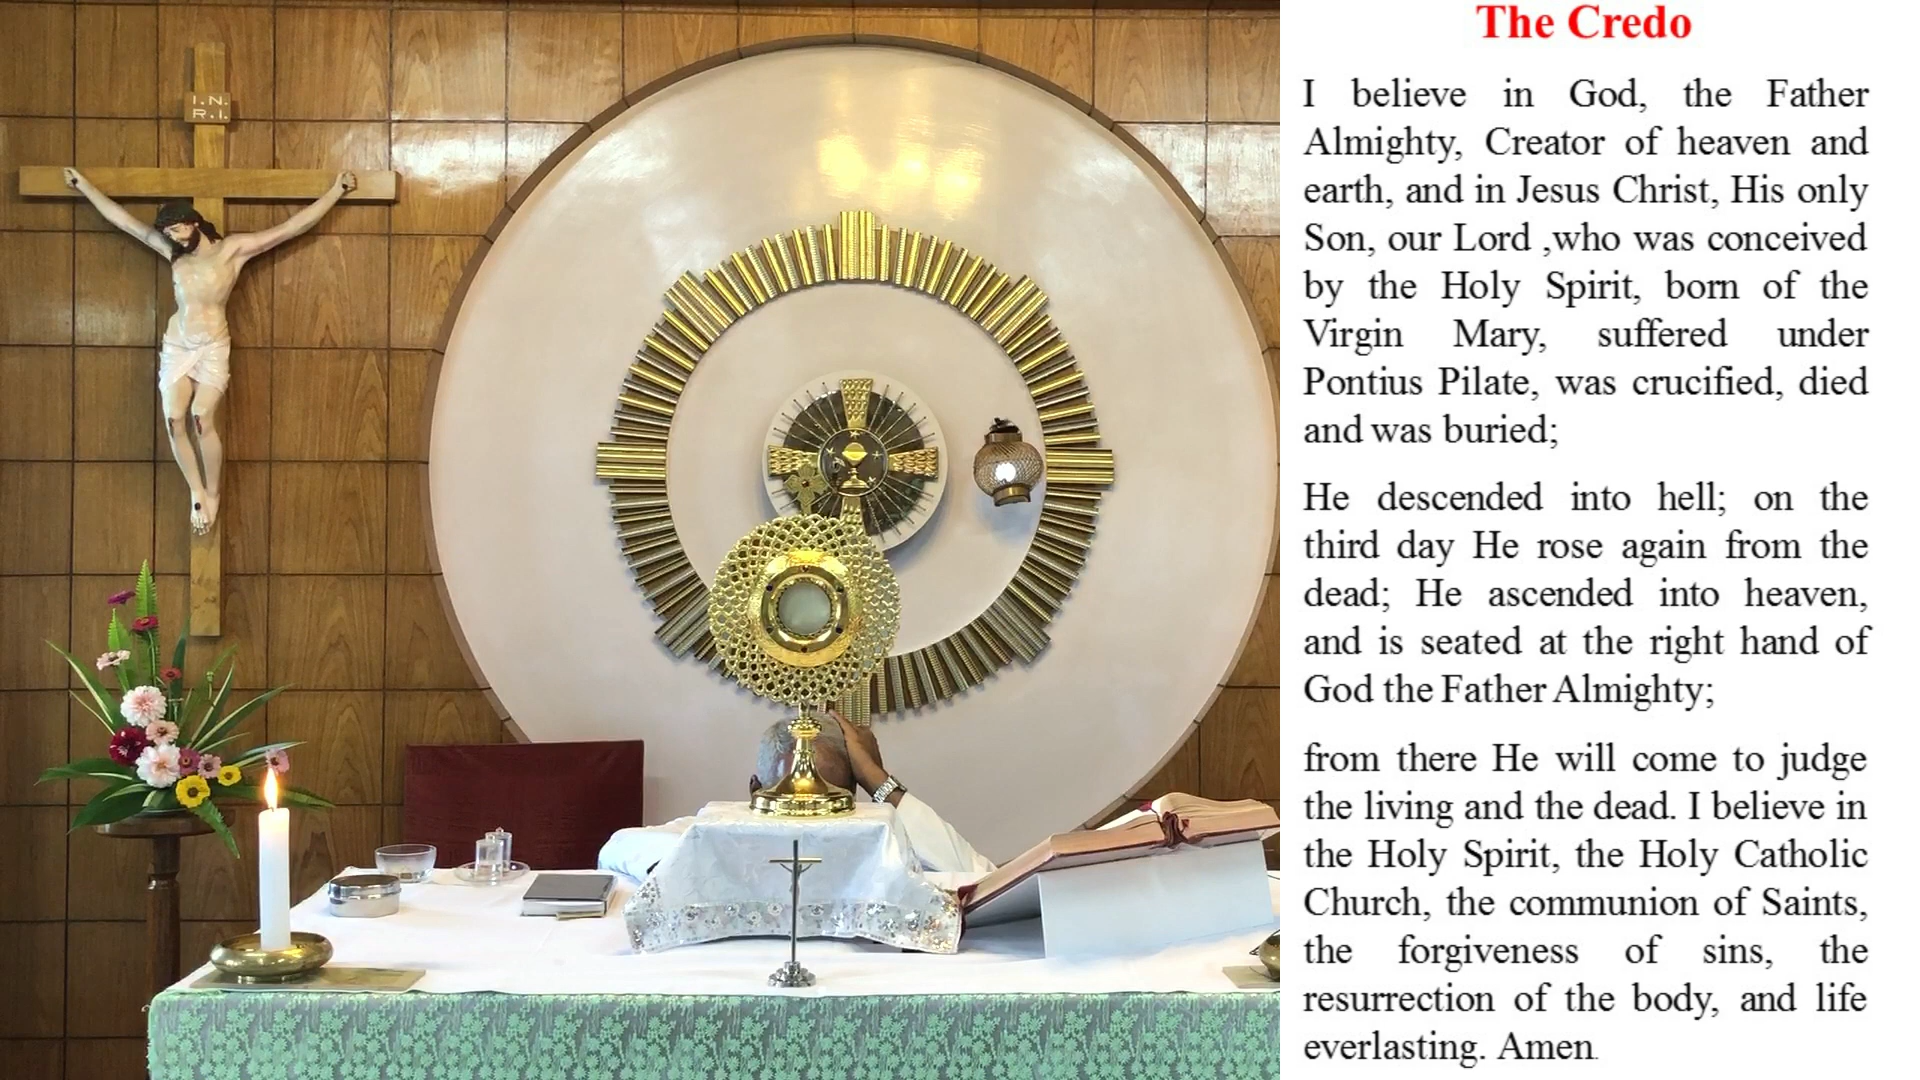 I.N.
R.I.
The Credo
I believe in God, the Father
Almighty, Creator of heaven and
earth, and in Jesus Christ, His only
Son, our Lord ,who was conceived
by the Holy Spirit, born of the
Virgin Mary, suffered under
Pontius Pilate, was crucified, died
and was buried;
He descended into hell; on the
third day He rose again from the
dead; He ascended into heaven,
and is seated at the right hand of
God the Father Almighty;
from there He will come to judge
the living and the dead. I believe in
the Holy Spirit, the Holy Catholic
Church, the communion of Saints,
the forgiveness of sins, the
resurrection of the body, and life
everlasting. Amen.